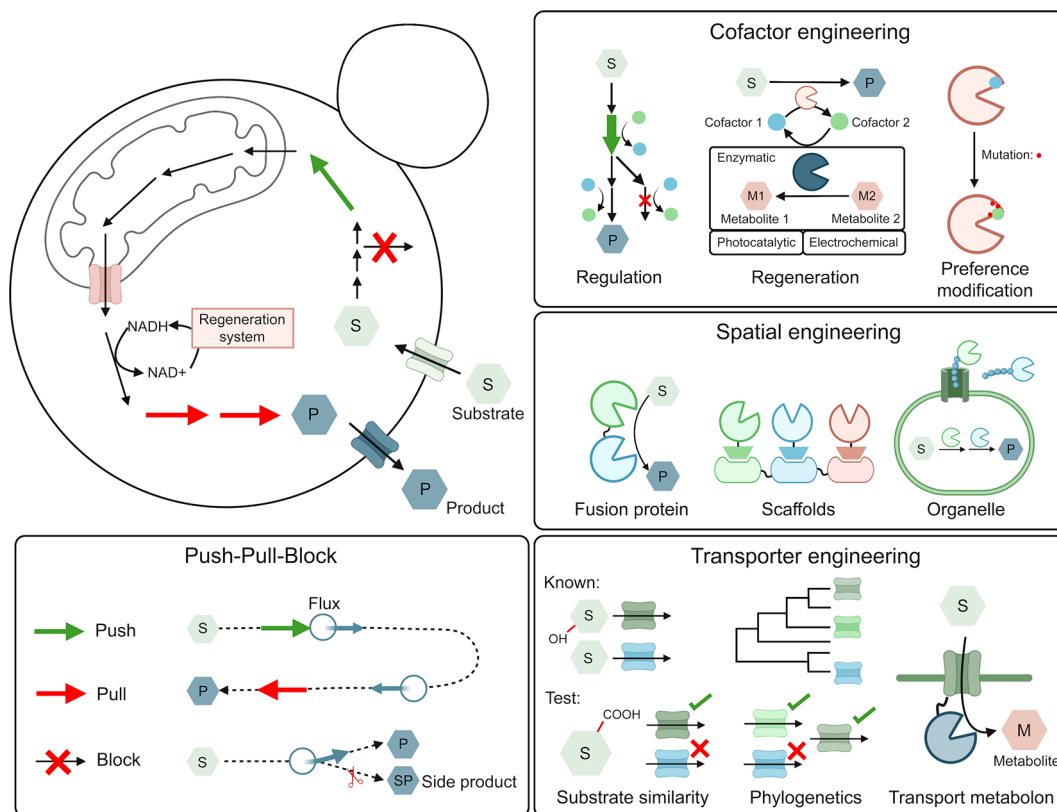 NADH
Regeneration
system
NAD+
S
S
Substrate
P
P
Product
Cofactor engineering
S
P
Regulation
S
P
Cofactor 1
Cofactor 2
Enzymatic
M1
M2
Metabolite 1
Metabolite 2
Photocatalytic
Electrochemical
Regeneration
Mutation:
Preference
modification
Spatial engineering
S
P
Fusion protein
Scaffolds
S
P
Organelle
Push-Pull-Block
Push
Pull
Block
Flux
S
P
S
P
SP
Side product
Transporter engineering
Known:
S
OH
S
Test:
COOH
S
Substrate similarity
Phylogenetics
S
M
Metabolite
Transport metabolon